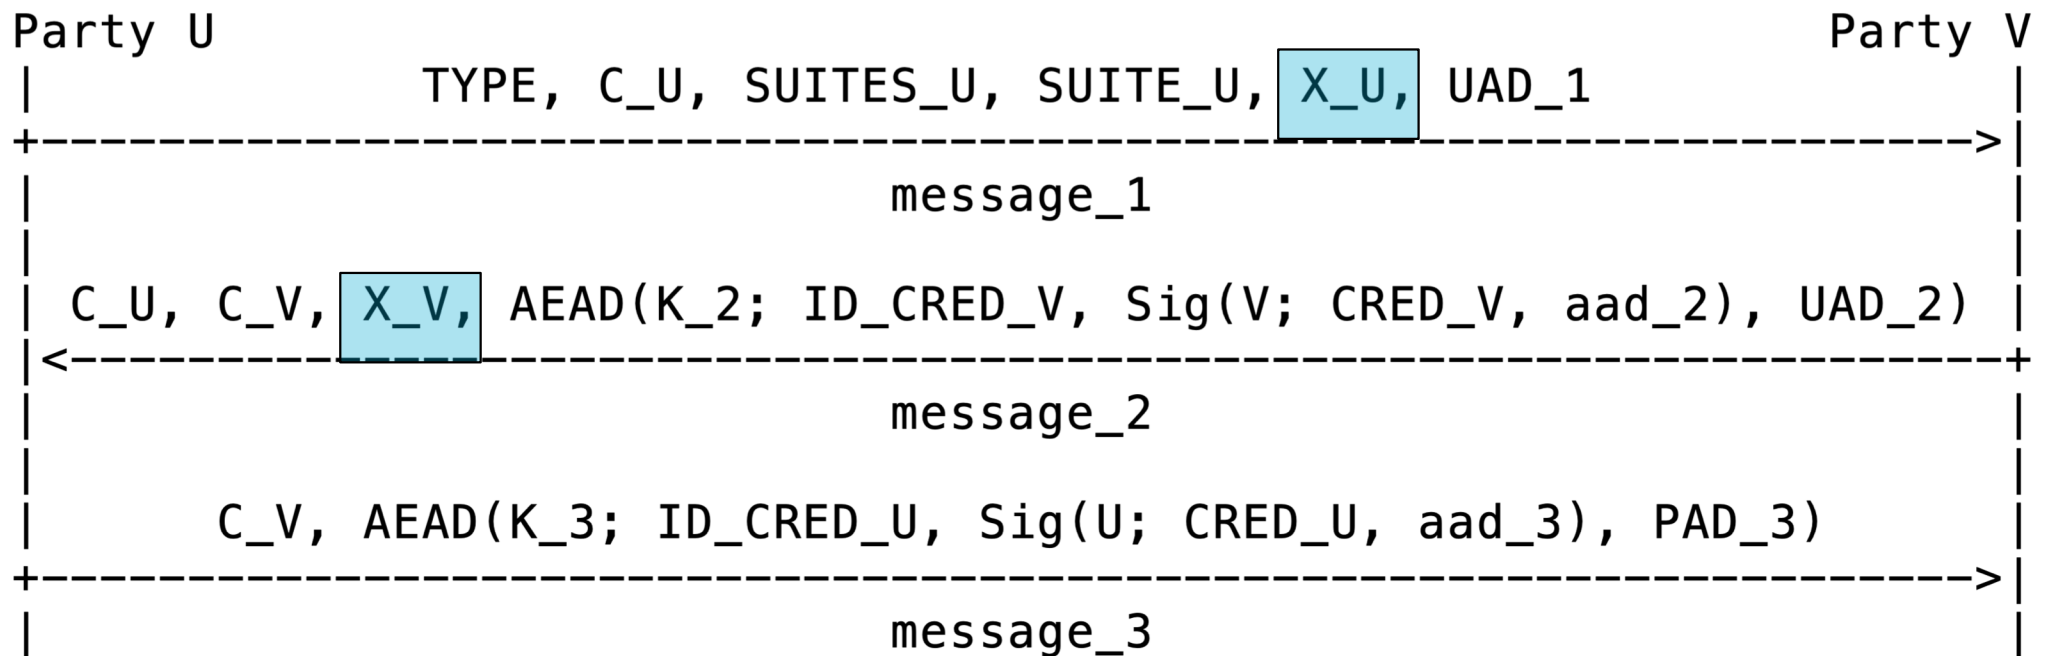 Party U Party V
TYPE, C_U, SUITES_U, SUITE_U, X_U, UAD_1
message_1
C_U, C_V, X_V, AEAD(K_2; ID_CRED_V, Sig(V; CRED_V, aad_2), UAD_2)
message_2
C_V, AEAD(K_3; ID_CRED_U, Sig(U; CRED_U, aad_3), PAD_3)
message_3